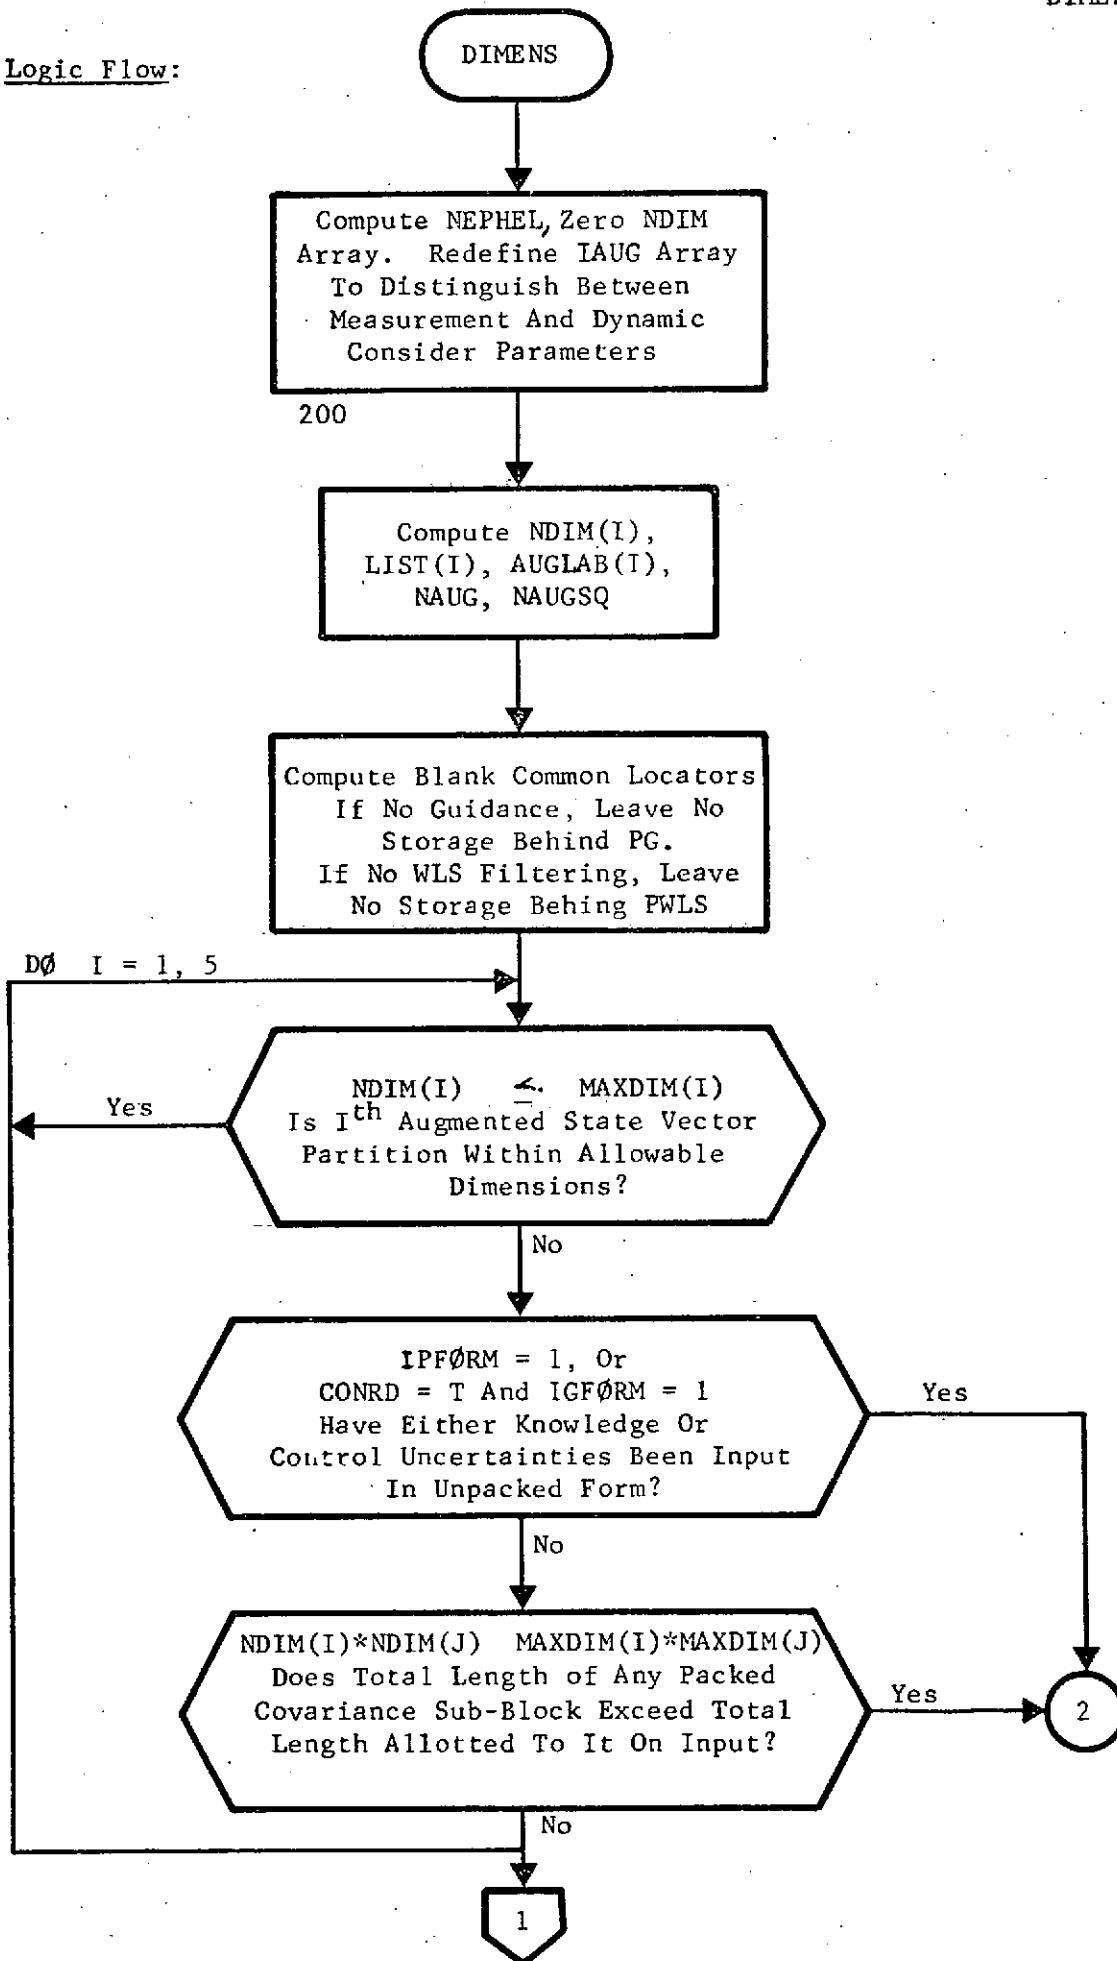 Logic Flow:
DIMENS
Compute NEPHEL, Zero NDIM
Array. Redefine IAUG Array
To Distinguish Between
Measurement And Dynamic
Consider Parameters
200
Compute NDIM(I),
LIST(I), AUGLAB(I),
NAUG, NAUGSQ
Compute Blank Common Locators
If No Guidance, Leave No
Storage Behind PG.
If No WLS Filtering, Leave
No Storage Behing PWLS
DØ I = 1, 5
NDIM(I) ≤ MAXDIM(I)
Is Ith Augmented State Vector
Partition Within Allowable
Dimensions?
Yes
No
IPFØRM = 1, Or
CONRD = T And IGFØRM = 1
Have Either Knowledge Or
Control Uncertainties Been Input
In Unpacked Form?
Yes
No
NDIM(I)*NDIM(J) MAXDIM(I)*MAXDIM(J)
Does Total Length of Any Packed
Covariance Sub-Block Exceed Total
Length Allotted To It On Input?
Yes
2
No
1